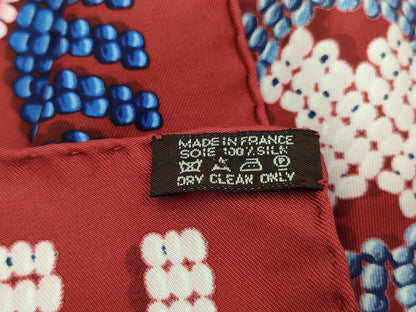 MADE IN FRANCE
SOIE 100% SILK
DRY CLEAN ONLY